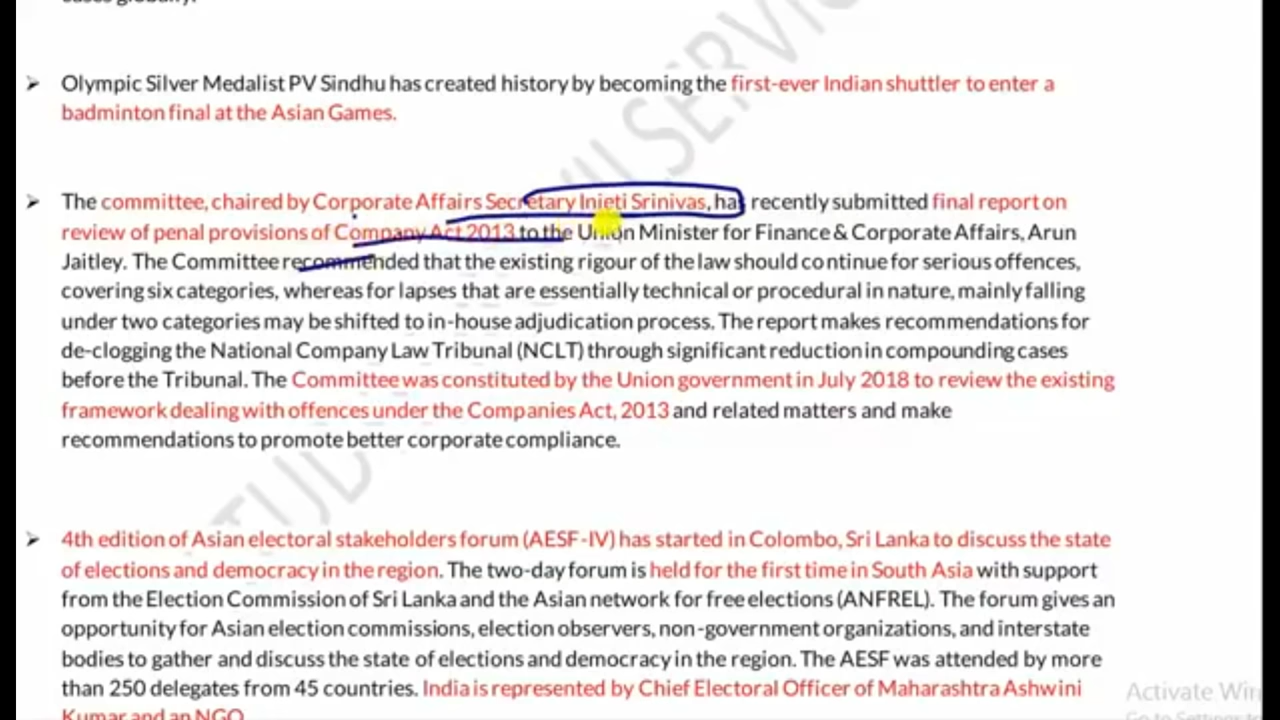 Olympic Silver Medalist PV Sindhu has created history by becoming the first-ever Indian shuttler to enter a
badminton final at the Asian Games.
The committee, chaired by Corporate Affairs Secretary Injeti Srinivas, has recently submitted final report on
review of penal provisions of Company Act 2013 to the Union Minister for Finance & Corporate Affairs, Arun
Jaitley. The Committee recommended that the existing rigour of the law should continue for serious offences,
covering six categories, whereas for lapses that are essentially technical or procedural in nature, mainly falling
under two categories may be shifted to in-house adjudication process. The report makes recommendations for
de-clogging the National Company Law Tribunal (NCLT) through significant reduction in compounding cases
before the Tribunal. The Committee was constituted by the Union government in July 2018 to review the existing
framework dealing with offences under the Companies Act, 2013 and related matters and make
recommendations to promote better corporate compliance.
4th edition of Asian electoral stakeholders forum (AESF-IV) has started in Colombo, Sri Lanka to discuss the state
of elections and democracy in the region. The two-day forum is held for the first time in South Asia with support
from the Election Commission of Sri Lanka and the Asian network for free elections (ANFREL). The forum gives an
opportunity for Asian election commissions, election observers, non-government organizations, and interstate
bodies to gather and discuss the state of elections and democracy in the region. The AESF was attended by more
than 250 delegates from 45 countries. India is represented by Chief Electoral Officer of Maharashtra Ashwini
Kumar and an NGO
Activate Win